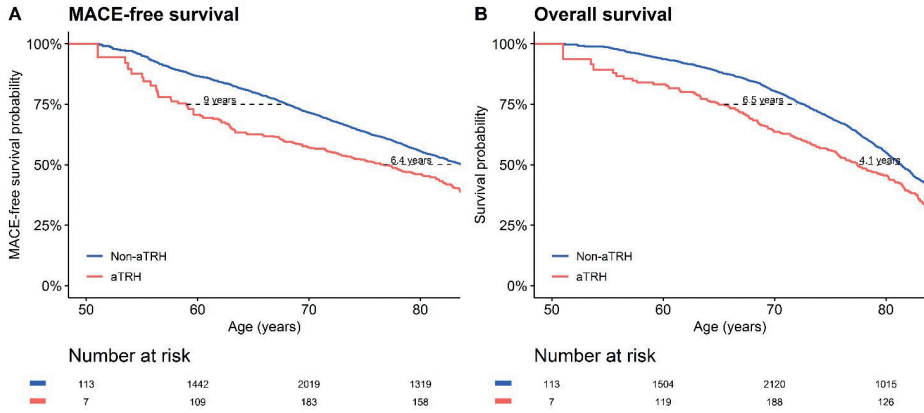 A MACE-free survival
100%
75%
50%
25%
0%
MACE-free survival probability
9 years
6.4 years
Non-aTRH
aTRH
50 60 70 80
Age (years)
Number at risk
113 1442 2019 1319
7 109 183 158
B Overall survival
100%
75%
50%
25%
0%
Survival probability
6.5 years
4.1 years
Non-aTRH
aTRH
50 60 70 80
Age (years)
Number at risk
113 1504 2120 1015
7 119 188 126